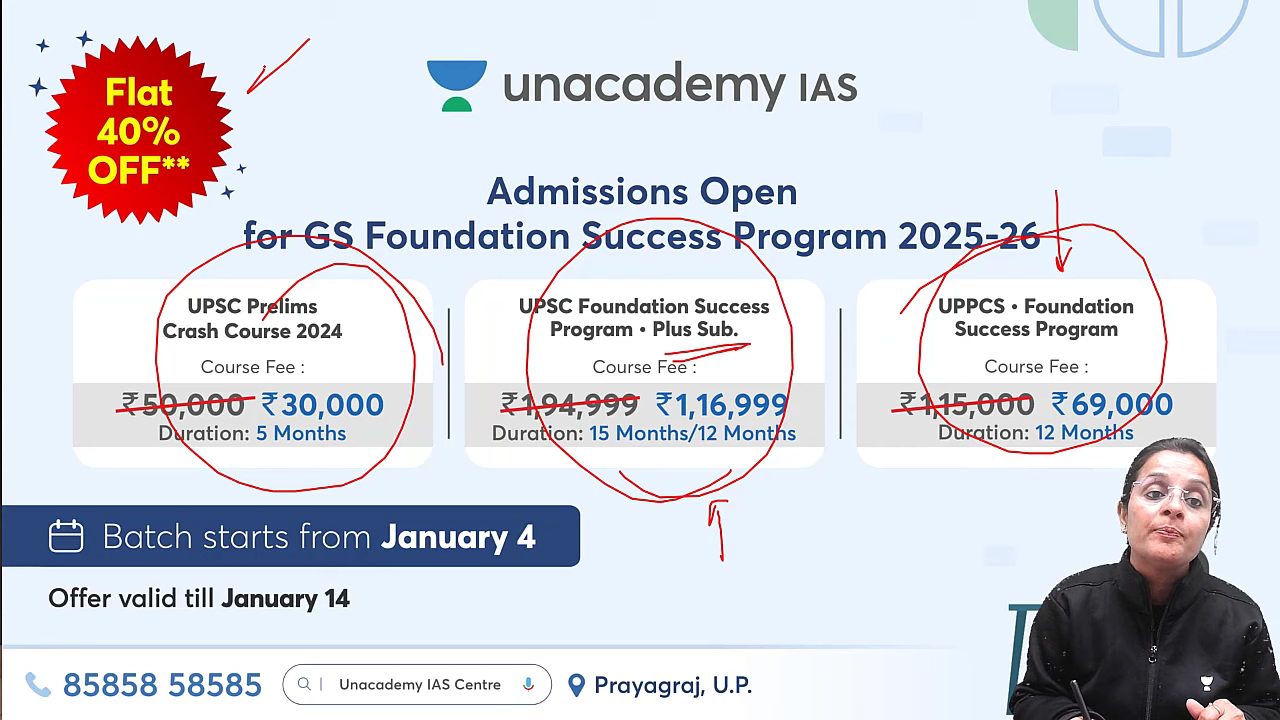 Flat
40%
OFF**
unacademy IAS
Admissions Open
for GS Foundation Success Program 2025-26
UPSC Prelims
Crash Course 2024
Course Fee :
₹50,000 ₹30,000
Duration: 5 Months
UPSC Foundation Success
Program • Plus Sub.
Course Fee :
₹1,94,999 ₹1,16,999
Duration: 15 Months/12 Months
UPPCS • Foundation
Success Program
Course Fee :
₹1,15,000 ₹69,000
Duration: 12 Months
Batch starts from January 4
Offer valid till January 14
85858 58585
Unacademy IAS Centre
Prayagraj, U.P.